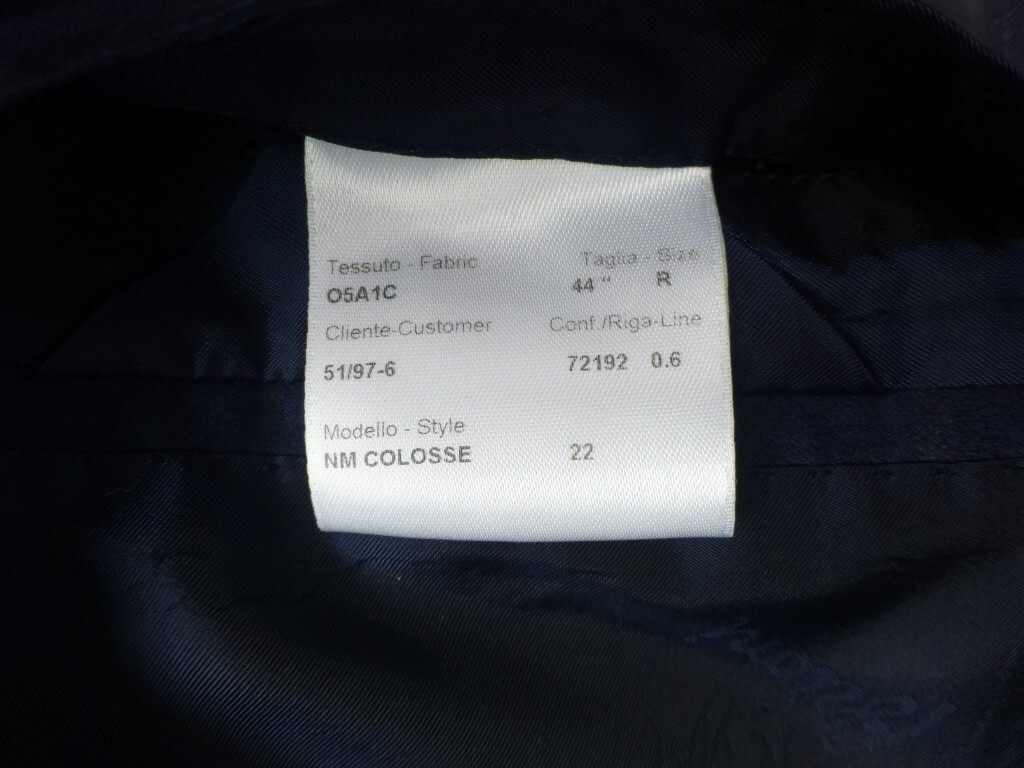 Tessuto - Fabric Taglia - Size
O5A1C 44 " R
Cliente-Customer Conf./Riga-Line
51/97-6 72192 0.6
Modello - Style
NM COLOSSE 22